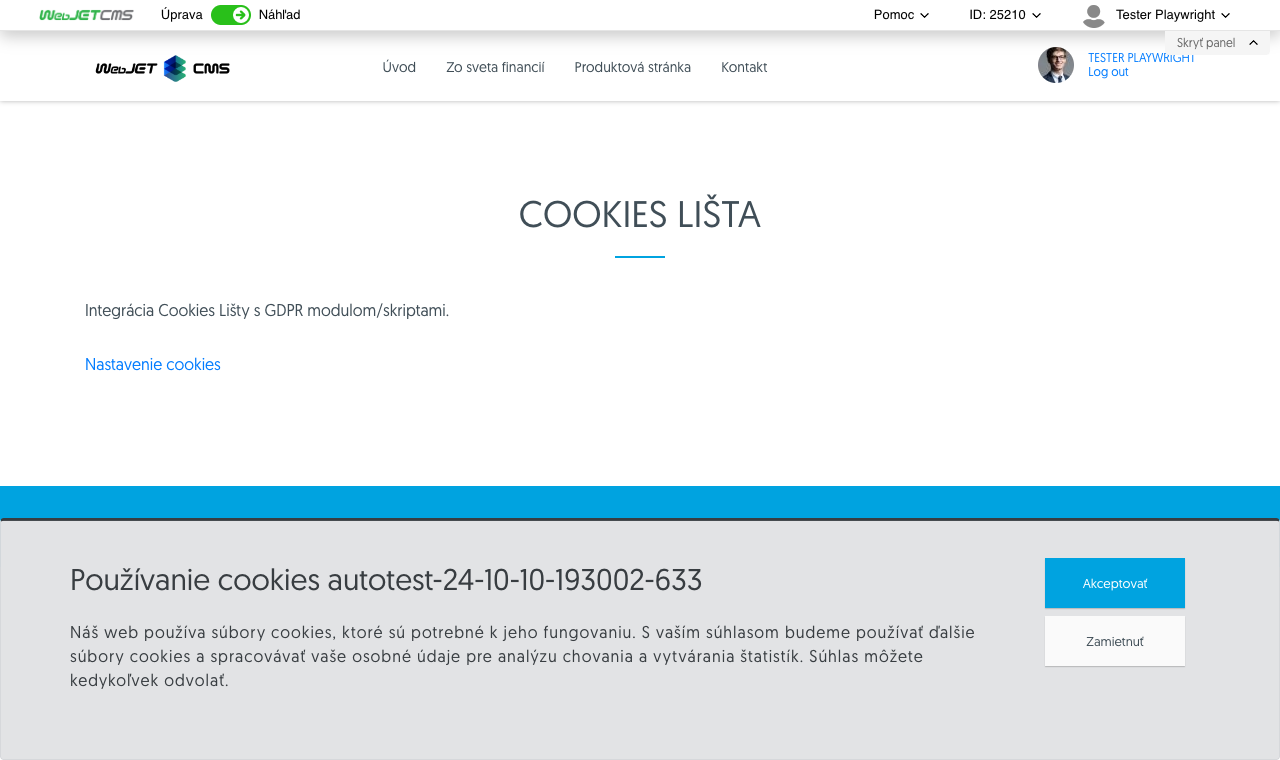 WebJETCMS Úprava Náhľad Pomoc ID: 25210 Tester Playwright
Skryť panel
WebJET CMS Úvod Zo sveta financií Produktová stránka Kontakt
TESTER PLAYWRIGHT
Log out
COOKIES LIŠTA
Integrácia Cookies Lišty s GDPR modulom/skriptami.
Nastavenie cookies
Používanie cookies autotest-24-10-10-193002-633
Akceptovať
Náš web používa súbory cookies, ktoré sú potrebné k jeho fungovaniu. S vaším súhlasom budeme používať ďalšie
súbory cookies a spracovávať vaše osobné údaje pre analýzu chovania a vytvárania štatistík. Súhlas môžete
kedykoľvek odvolať.
Zamietnuť